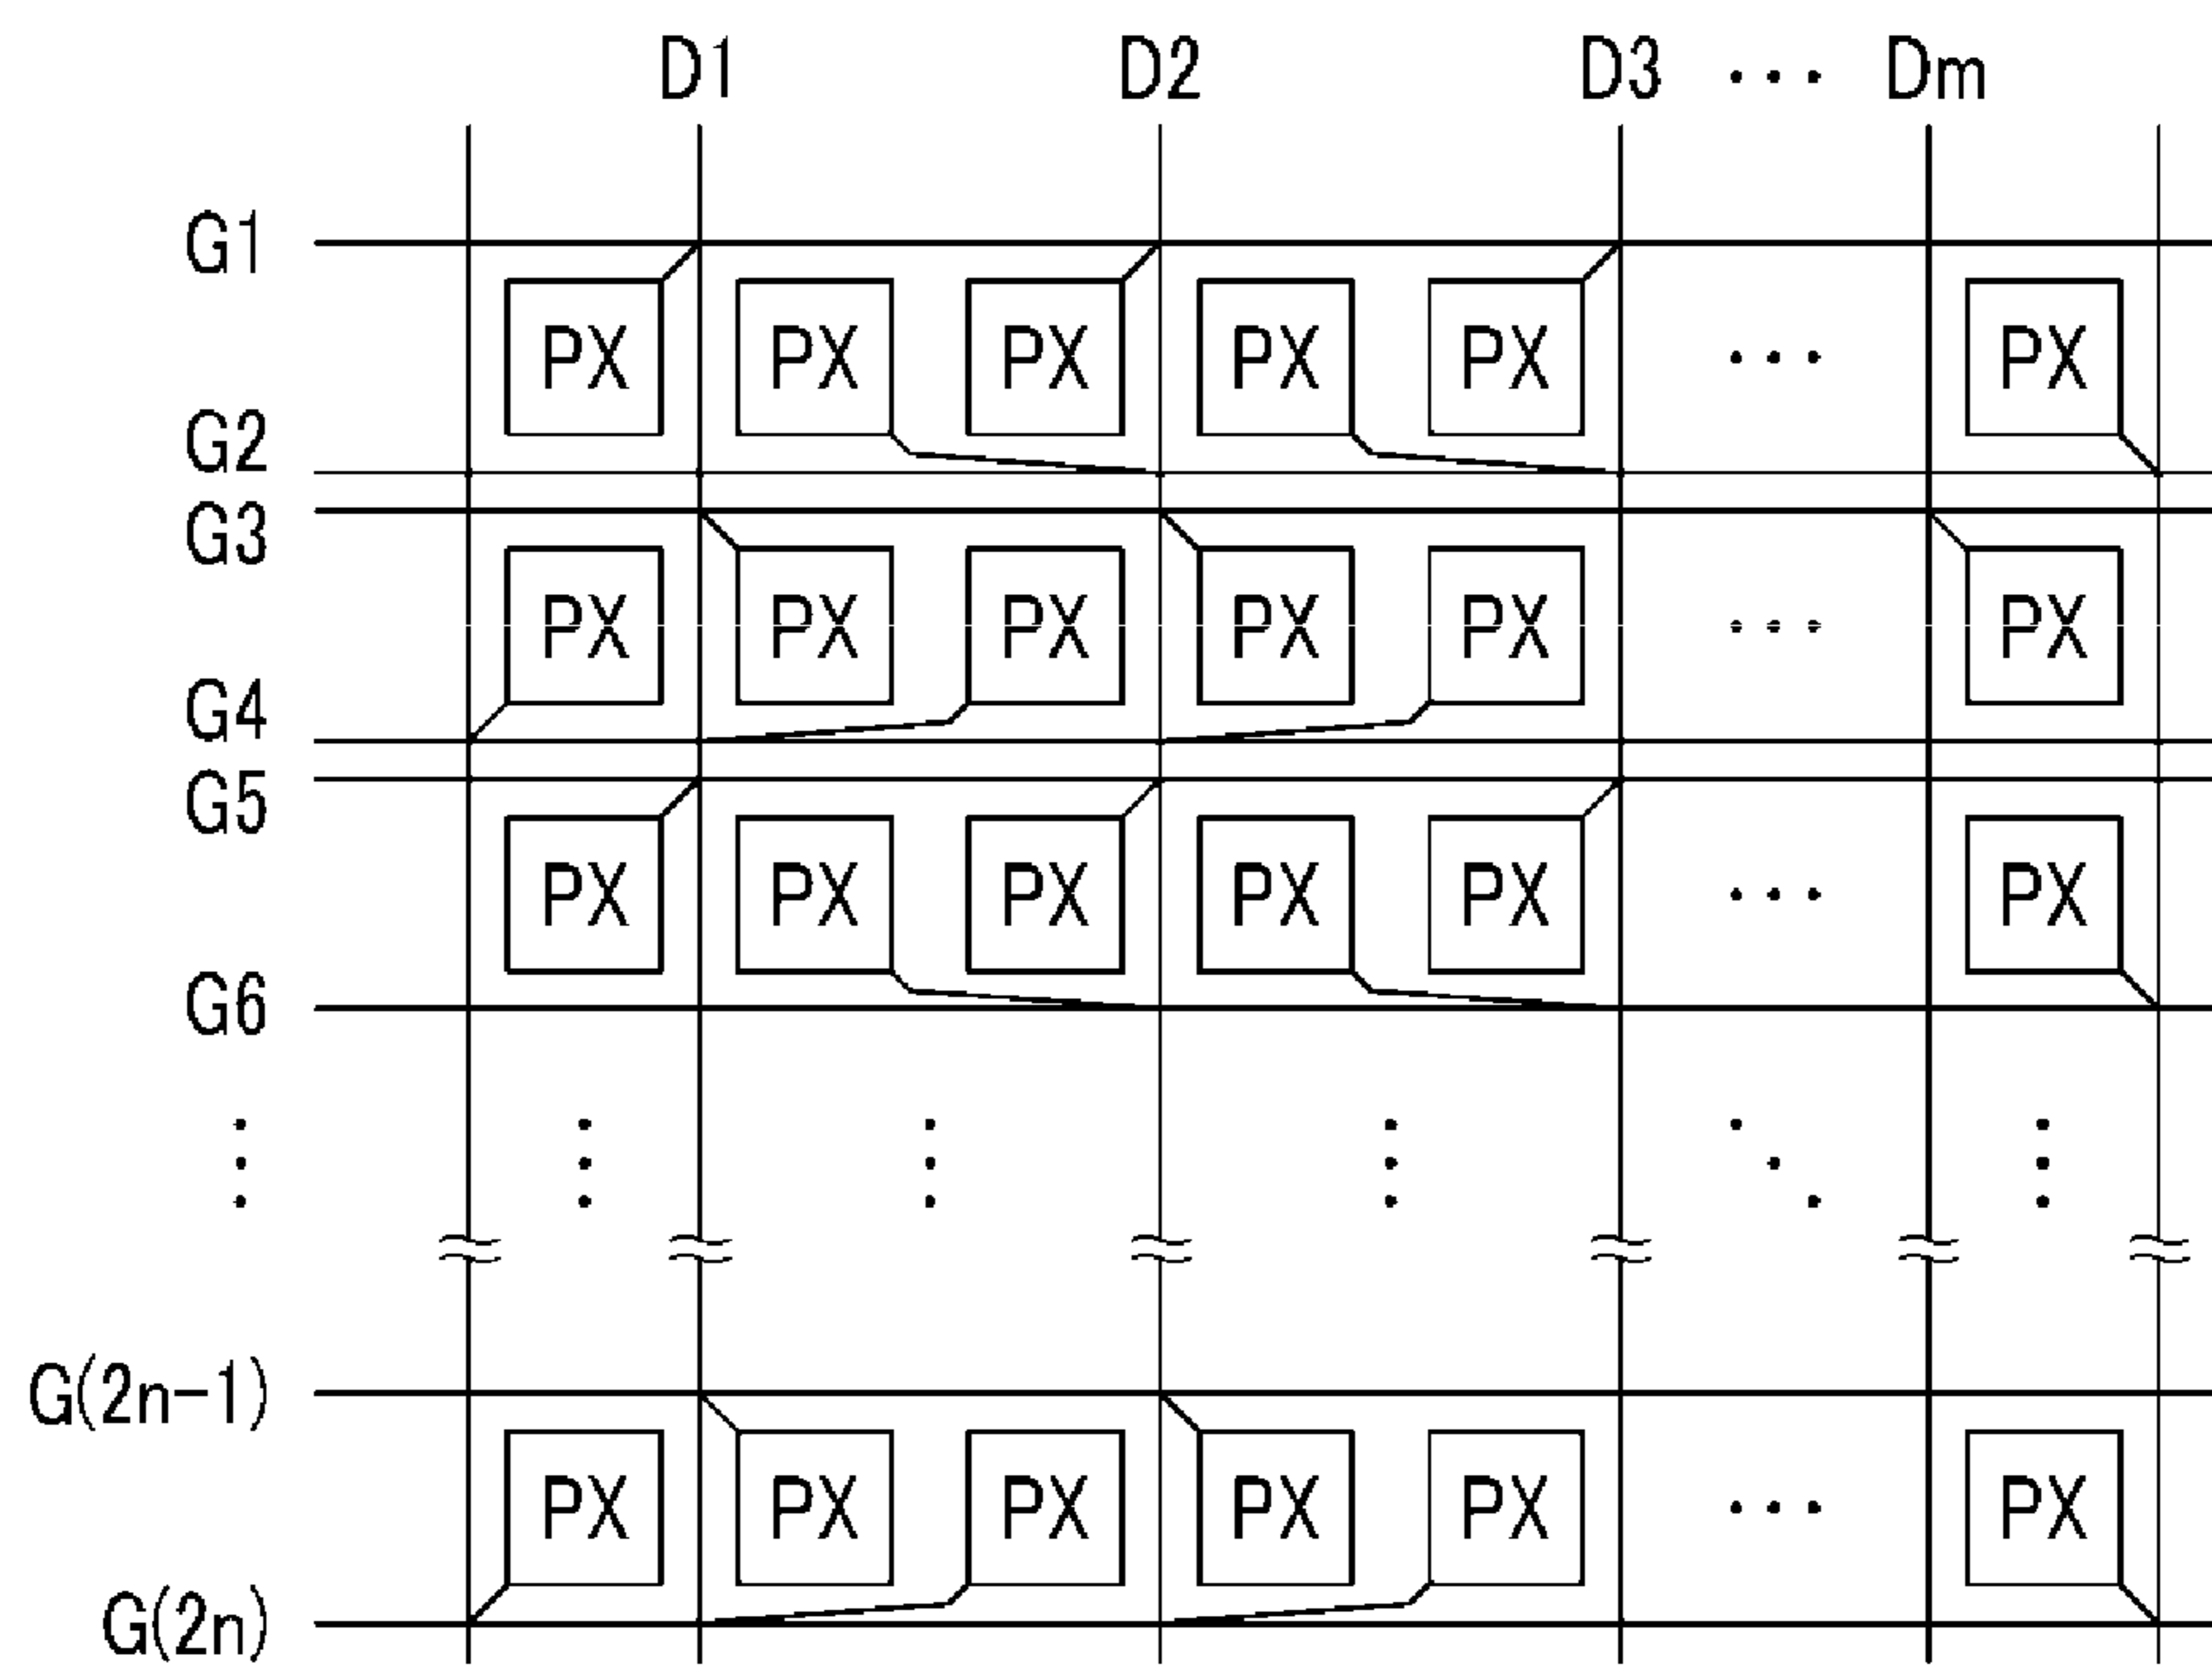 D1 D2 D3 ··· Dm
G1
PX PX PX PX PX ··· PX
G2
G3
PX PX PX PX PX ··· PX
G4
G5
PX PX PX PX PX ··· PX
G6
G(2n-1)
PX PX PX PX PX ··· PX
G(2n)